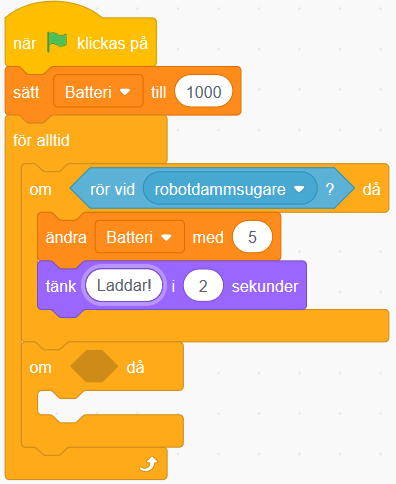 när klickas på
sätt Batteri till 1000
för alltid
om rör vid robotdammsugare ? då
ändra Batteri med 5
tänk Laddar! i 2 sekunder
om då